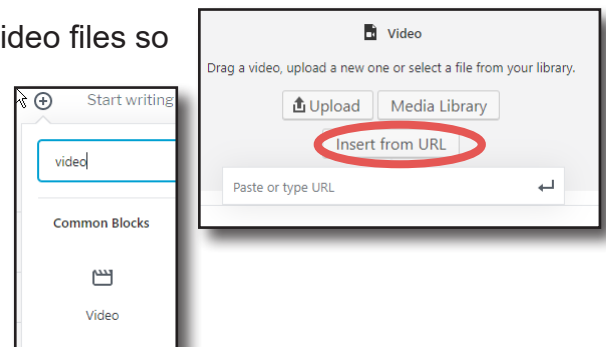 ideo files so
Start writing
video
Common Blocks
Video
Video
Drag a video, upload a new one or select a file from your library.
Upload Media Library
Insert from URL
Paste or type URL